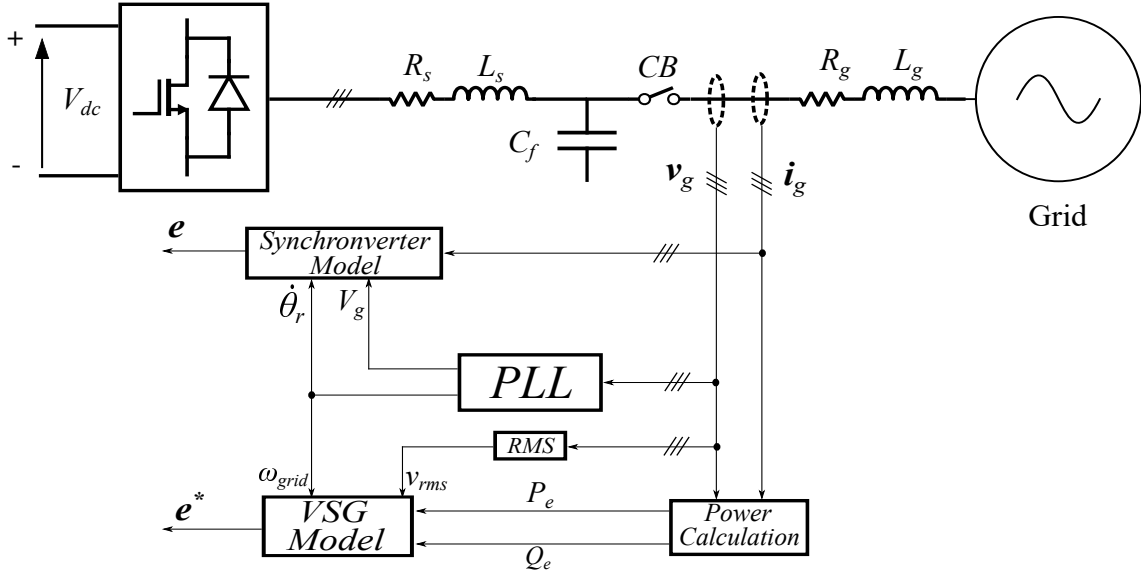 +
V_dc
-
R_s
L_s
C_f
CB
R_g
L_g
v_g
i_g
Grid
e
Synchronverter
Model
θ̇_r
V_g
PLL
RMS
ω_grid
v_rms
e*
VSG
Model
P_e
Q_e
Power
Calculation